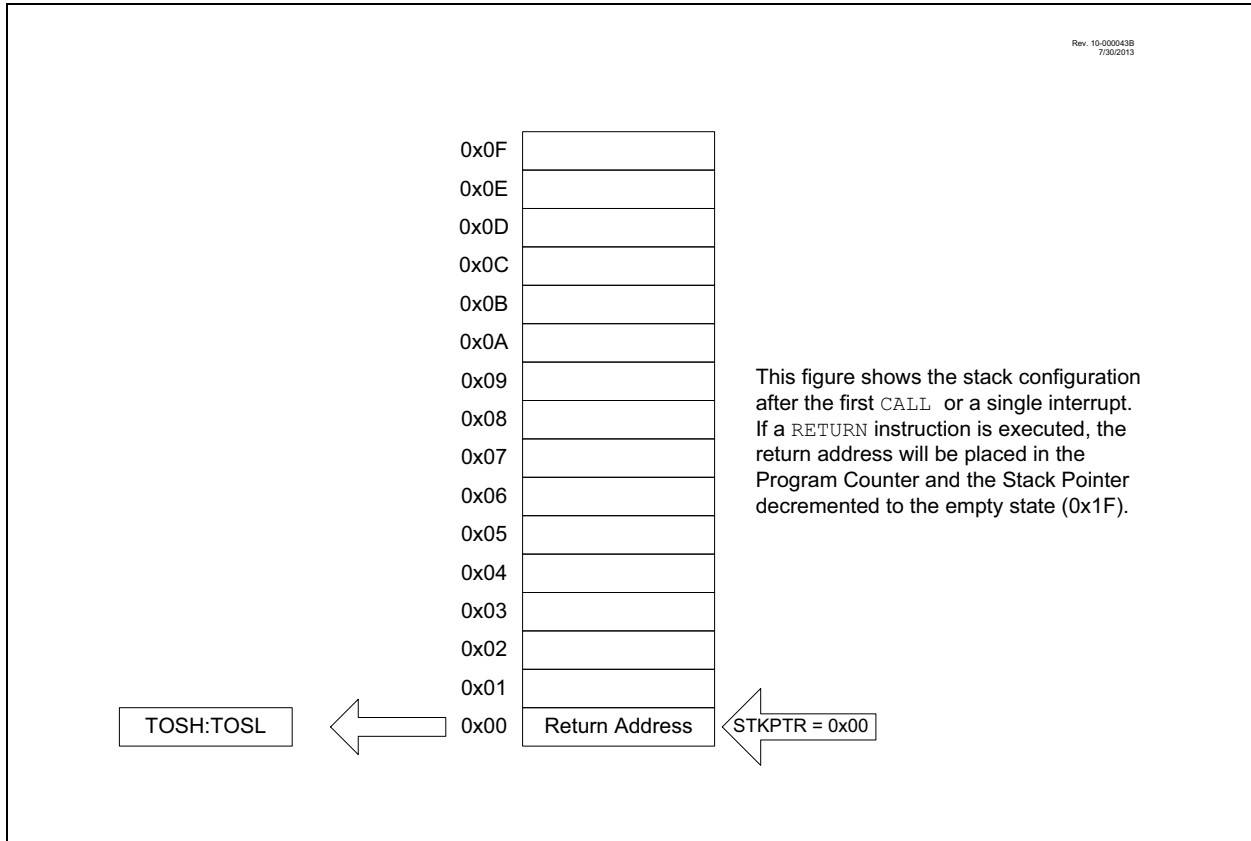 Rev. 10-000043B
7/30/2013
0x0F
0x0E
0x0D
0x0C
0x0B
0x0A
0x09
0x08
0x07
0x06
0x05
0x04
0x03
0x02
0x01
This figure shows the stack configuration
after the first CALL or a single interrupt.
If a RETURN instruction is executed, the
return address will be placed in the
Program Counter and the Stack Pointer
decremented to the empty state (0x1F).
TOSH:TOSL
0x00
Return Address
STKPTR = 0x00